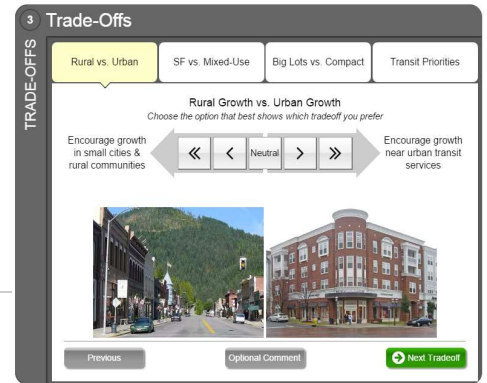 3 Trade-Offs
TRADE-OFFS
Rural vs. Urban
SF vs. Mixed-Use
Big Lots vs. Compact
Transit Priorities
Rural Growth vs. Urban Growth
Choose the option that best shows which tradeoff you prefer
Encourage growth
in small cities &
rural communities
Neutral
Encourage growth
near urban transit
services
Previous
Optional Comment
Next Tradeoff